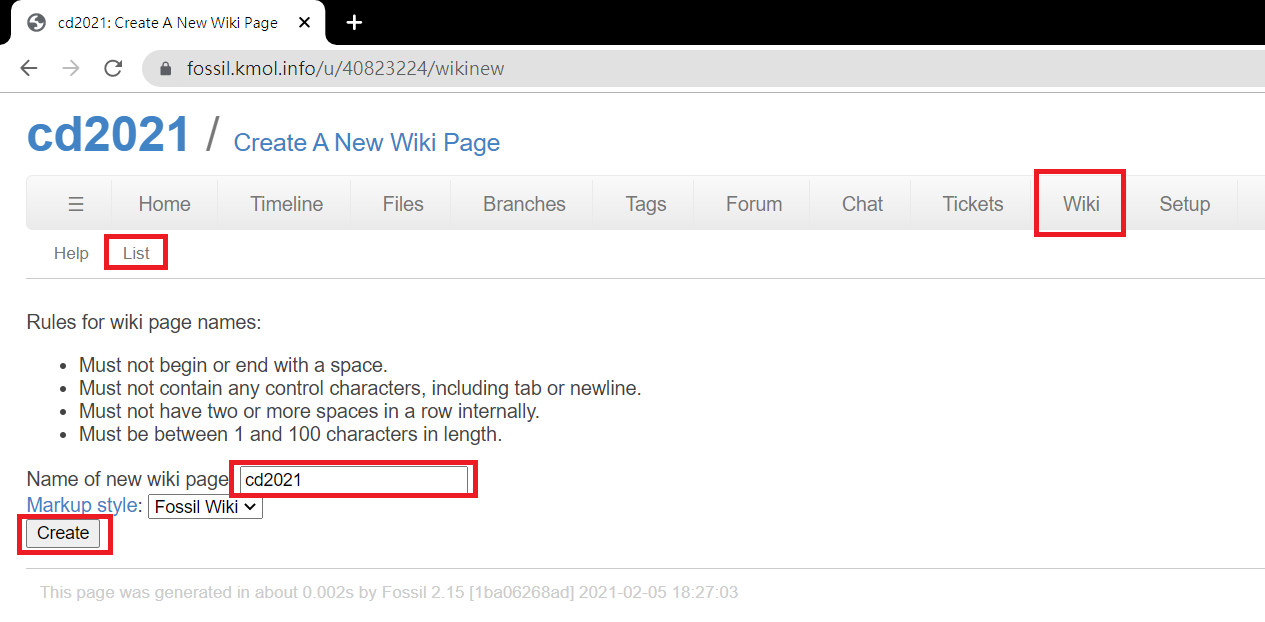 cd2021: Create A New Wiki Page
fossil.kmol.info/u/40823224/wikinew
cd2021 / Create A New Wiki Page
☰ Home Timeline Files Branches Tags Forum Chat Tickets Wiki Setup
Help List
Rules for wiki page names:
• Must not begin or end with a space.
• Must not contain any control characters, including tab or newline.
• Must not have two or more spaces in a row internally.
• Must be between 1 and 100 characters in length.
Name of new wiki page cd2021
Markup style: Fossil Wiki
Create
This page was generated in about 0.002s by Fossil 2.15 [1ba06268ad] 2021-02-05 18:27:03